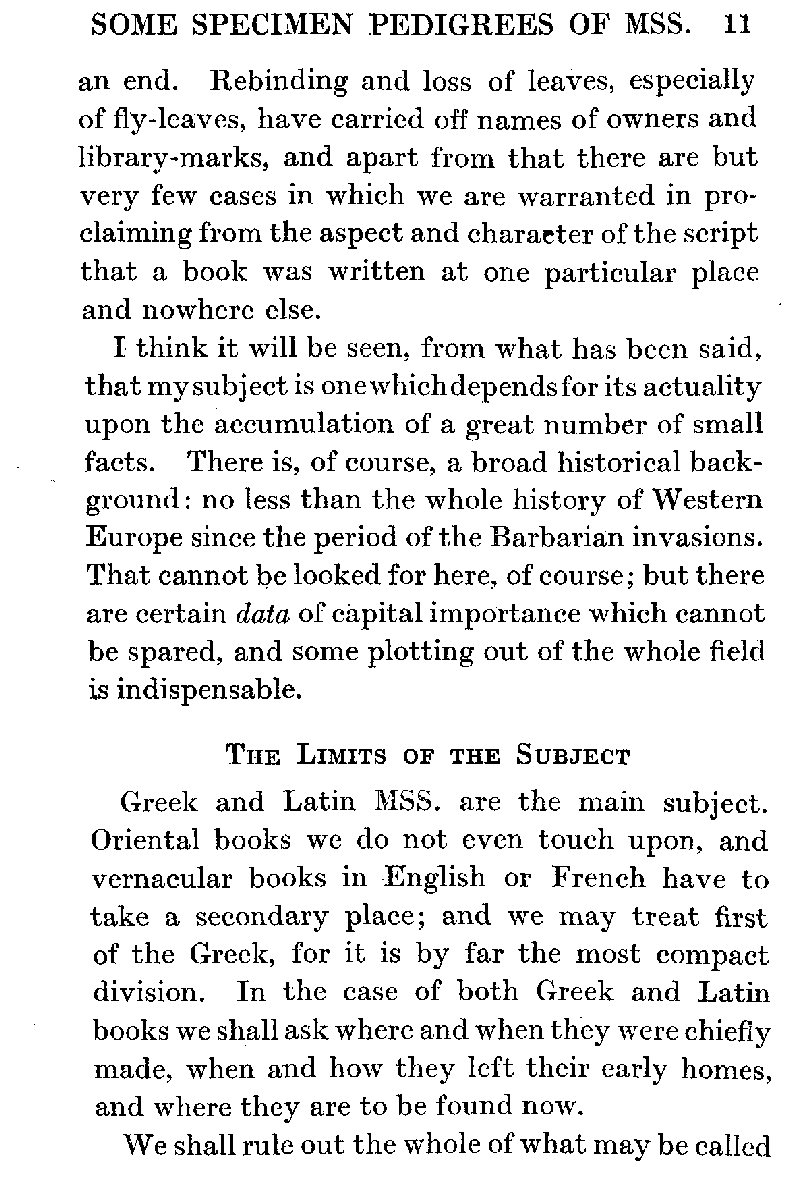 SOME SPECIMEN PEDIGREES OF MSS. 11
an end. Rebinding and loss of leaves, especially
of fly-leaves, have carried off names of owners and
library-marks, and apart from that there are but
very few cases in which we are warranted in pro-
claiming from the aspect and character of the script
that a book was written at one particular place
and nowhere else.
I think it will be seen, from what has been said,
that my subject is one which depends for its actuality
upon the accumulation of a great number of small
facts. There is, of course, a broad historical back-
ground: no less than the whole history of Western
Europe since the period of the Barbarian invasions.
That cannot be looked for here, of course; but there
are certain data of capital importance which cannot
be spared, and some plotting out of the whole field
is indispensable.
THE LIMITS OF THE SUBJECT
Greek and Latin MSS. are the main subject.
Oriental books we do not even touch upon, and
vernacular books in English or French have to
take a secondary place; and we may treat first
of the Greek, for it is by far the most compact
division. In the case of both Greek and Latin
books we shall ask where and when they were chiefly
made, when and how they left their early homes,
and where they are to be found now.
We shall rule out the whole of what may be called